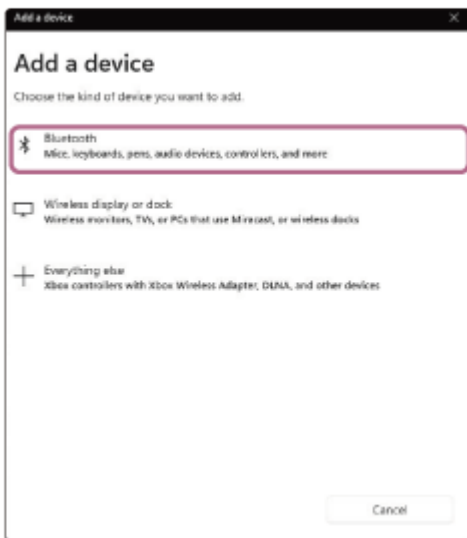 Add a device
Add a device
Choose the kind of device you want to add.
Bluetooth
Mice, keyboards, pens, audio devices, controllers, and more
Wireless display or dock
Wireless monitors, TVs, or PCs that use Miracast, or wireless docks
Everything else
Xbox controllers with Xbox Wireless Adapter, DLNA, and other devices
Cancel